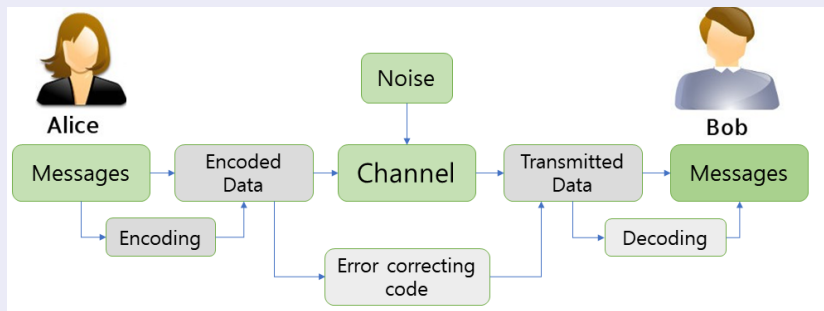 Noise
Alice
Bob
Messages
Encoded
Data
Channel
Transmitted
Data
Messages
Encoding
Decoding
Error correcting
code